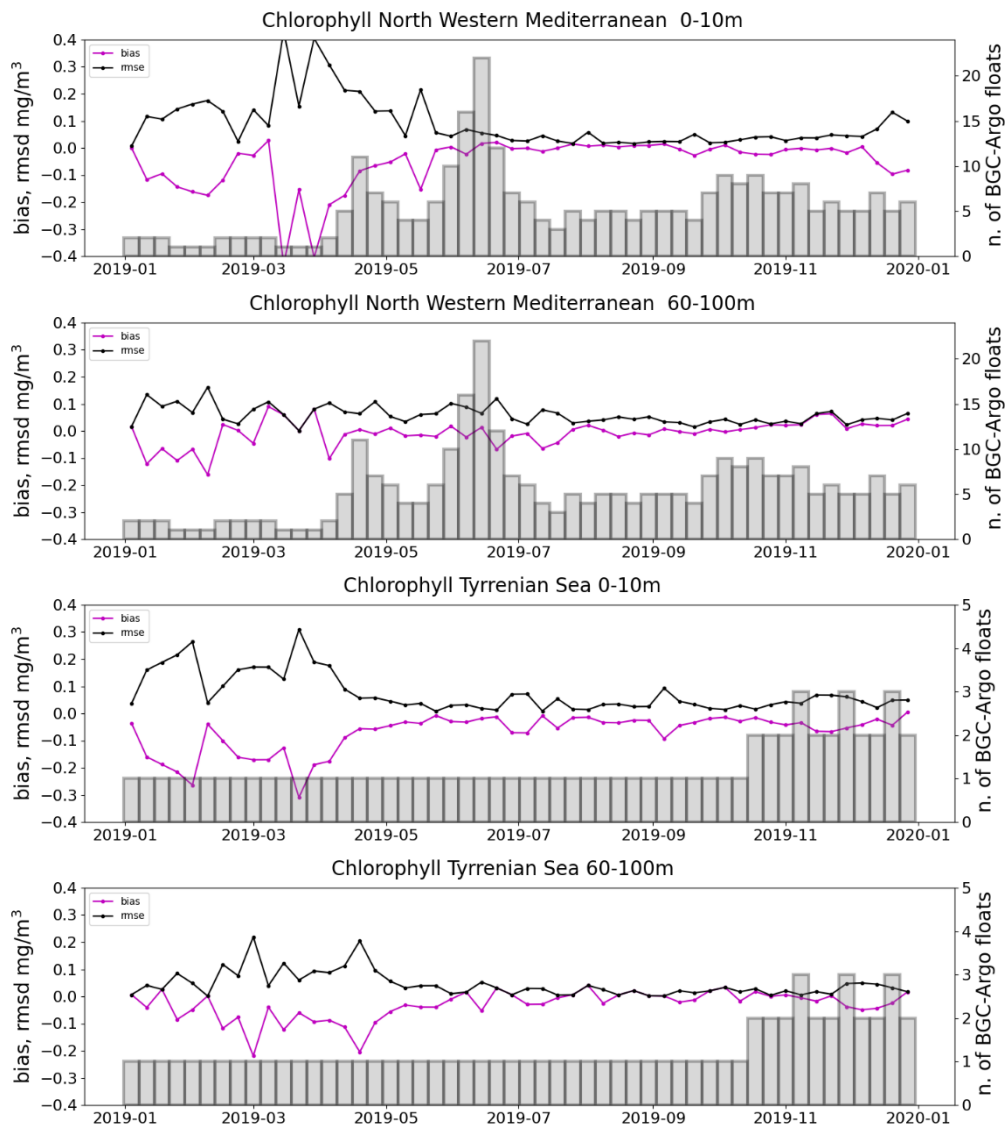 Chlorophyll North Western Mediterranean 0-10m
bias, rmsd mg/m³
0.4
0.3
0.2
0.1
0.0
−0.1
−0.2
−0.3
−0.4
bias
rmse
20
15
10
5
0
n. of BGC-Argo floats
2019-01 2019-03 2019-05 2019-07 2019-09 2019-11 2020-01
Chlorophyll North Western Mediterranean 60-100m
bias, rmsd mg/m³
0.4
0.3
0.2
0.1
0.0
−0.1
−0.2
−0.3
−0.4
bias
rmse
20
15
10
5
0
n. of BGC-Argo floats
2019-01 2019-03 2019-05 2019-07 2019-09 2019-11 2020-01
Chlorophyll Tyrrenian Sea 0-10m
bias, rmsd mg/m³
0.4
0.3
0.2
0.1
0.0
−0.1
−0.2
−0.3
−0.4
bias
rmse
5
4
3
2
1
0
n. of BGC-Argo floats
2019-01 2019-03 2019-05 2019-07 2019-09 2019-11 2020-01
Chlorophyll Tyrrenian Sea 60-100m
bias, rmsd mg/m³
0.4
0.3
0.2
0.1
0.0
−0.1
−0.2
−0.3
−0.4
bias
rmse
5
4
3
2
1
0
n. of BGC-Argo floats
2019-01 2019-03 2019-05 2019-07 2019-09 2019-11 2020-01